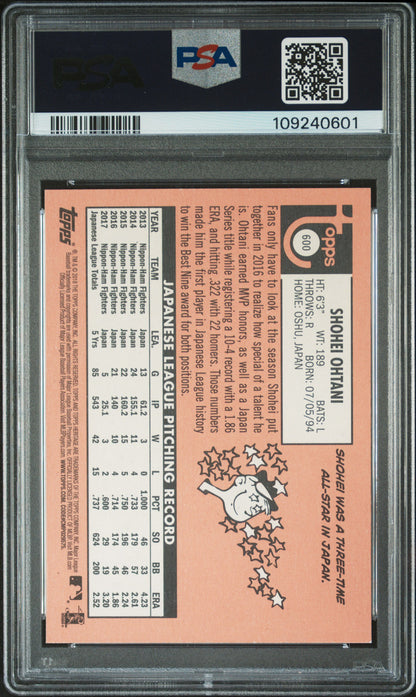 PSA
PSA
109240601
topps
600
SHOHEI OHTANI
HT: 6'3" WT: 189 BATS: L
THROWS: R BORN: 07/05/94
HOME: OSHU, JAPAN
Fans only have to look at the season Shohei put
together in 2016 to realize how special of a talent he
is. Ohtani earned MVP honors, as well as a Japan
Series title while registering a 10-4 record with a 1.86
ERA, and hitting .322 with 22 homers. Those numbers
made him the first player in Japanese League history
to win the Best Nine award for both positions.
SHOHEI WAS A THREE-TIME
ALL-STAR IN JAPAN.
JAPANESE LEAGUE PITCHING RECORD
YEAR TEAM LEA. G IP W L PCT SO BB ERA
2013 Nippon-Ham Fighters Japan 13 61.2 3 0 1.000 46 33 4.23
2014 Nippon-Ham Fighters Japan 24 155.1 11 4 .733 179 57 2.61
2015 Nippon-Ham Fighters Japan 22 160.2 15 5 .750 196 46 2.24
2016 Nippon-Ham Fighters Japan 21 140 10 4 .714 174 45 1.86
2017 Nippon-Ham Fighters Japan 5 25.1 3 2 .600 29 19 3.20
Japanese League Totals 5 Yrs 85 543 42 15 .737 624 200 2.52
topps